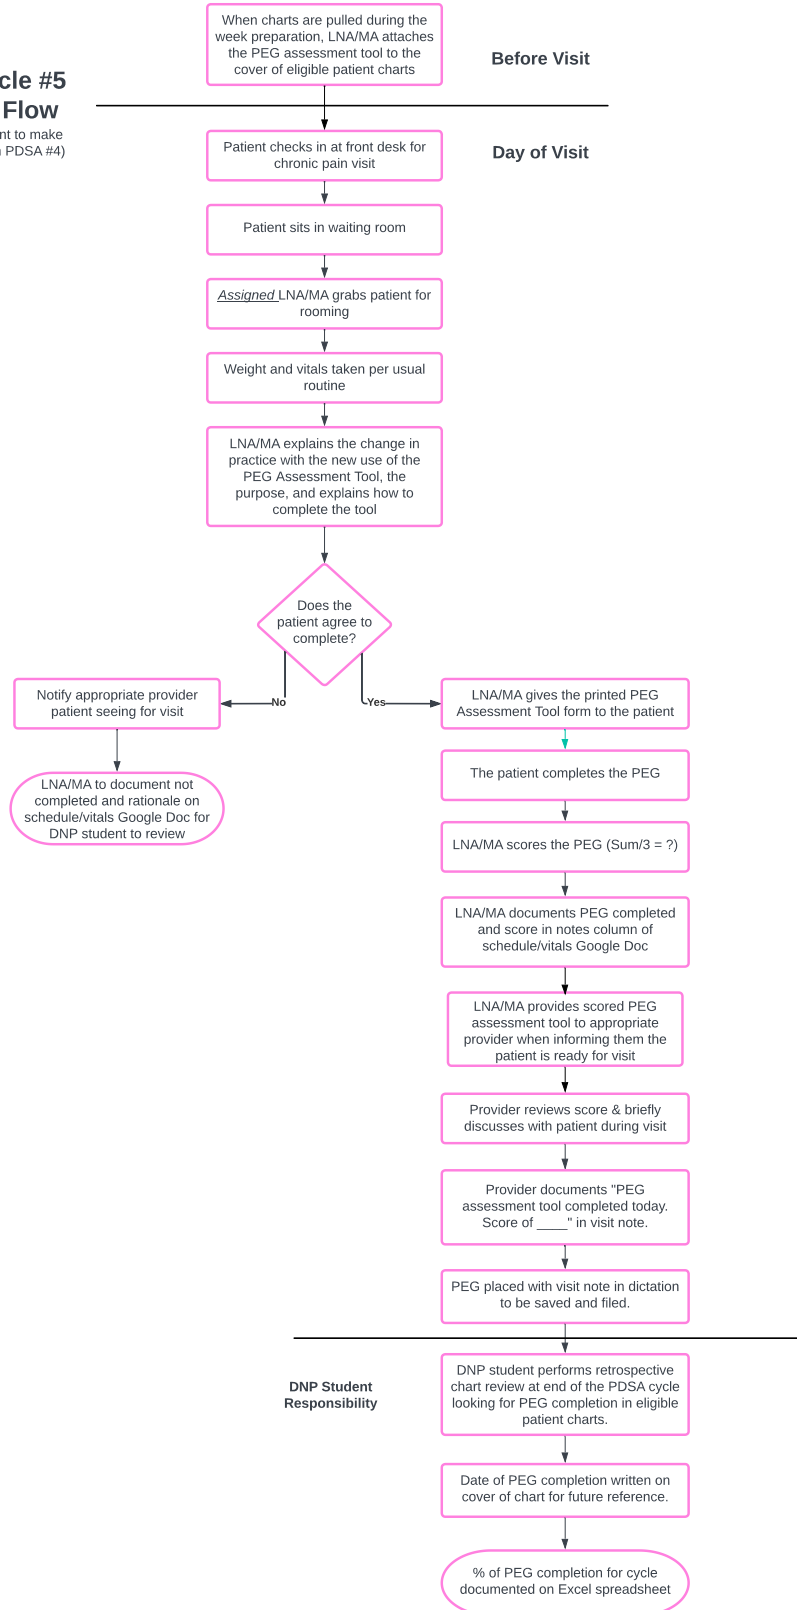 When charts are pulled during the
week preparation, LNA/MA attaches
the PEG assessment tool to the
cover of eligible patient charts
Before Visit
cle #5
Flow
nt to make
PDSA #4)
Patient checks in at front desk for
chronic pain visit
Day of Visit
Patient sits in waiting room
Assigned LNA/MA grabs patient for
rooming
Weight and vitals taken per usual
routine
LNA/MA explains the change in
practice with the new use of the
PEG Assessment Tool, the
purpose, and explains how to
complete the tool
Does the
patient agree to
complete?
No
Yes
Notify appropriate provider
patient seeing for visit
LNA/MA to document not
completed and rationale on
schedule/vitals Google Doc for
DNP student to review
LNA/MA gives the printed PEG
Assessment Tool form to the patient
The patient completes the PEG
LNA/MA scores the PEG (Sum/3 = ?)
LNA/MA documents PEG completed
and score in notes column of
schedule/vitals Google Doc
LNA/MA provides scored PEG
assessment tool to appropriate
provider when informing them the
patient is ready for visit
Provider reviews score & briefly
discusses with patient during visit
Provider documents "PEG
assessment tool completed today.
Score of ____" in visit note.
PEG placed with visit note in dictation
to be saved and filed.
DNP Student
Responsibility
DNP student performs retrospective
chart review at end of the PDSA cycle
looking for PEG completion in eligible
patient charts.
Date of PEG completion written on
cover of chart for future reference.
% of PEG completion for cycle
documented on Excel spreadsheet